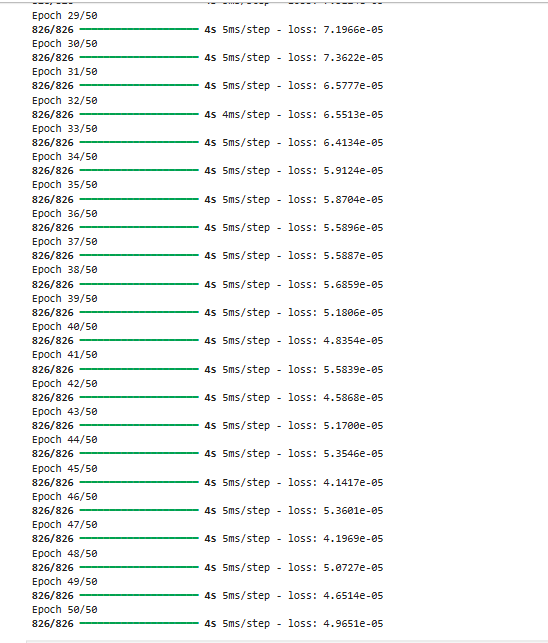 Epoch 29/50
826/826 4s 5ms/step - loss: 7.1966e-05
Epoch 30/50
826/826 4s 5ms/step - loss: 7.3622e-05
Epoch 31/50
826/826 4s 5ms/step - loss: 6.5777e-05
Epoch 32/50
826/826 4s 4ms/step - loss: 6.5513e-05
Epoch 33/50
826/826 4s 5ms/step - loss: 6.4134e-05
Epoch 34/50
826/826 4s 5ms/step - loss: 5.9124e-05
Epoch 35/50
826/826 4s 5ms/step - loss: 5.8704e-05
Epoch 36/50
826/826 4s 5ms/step - loss: 5.5896e-05
Epoch 37/50
826/826 4s 5ms/step - loss: 5.5887e-05
Epoch 38/50
826/826 4s 5ms/step - loss: 5.6859e-05
Epoch 39/50
826/826 4s 5ms/step - loss: 5.1806e-05
Epoch 40/50
826/826 4s 5ms/step - loss: 4.8354e-05
Epoch 41/50
826/826 4s 5ms/step - loss: 5.5839e-05
Epoch 42/50
826/826 4s 5ms/step - loss: 4.5868e-05
Epoch 43/50
826/826 4s 5ms/step - loss: 5.1700e-05
Epoch 44/50
826/826 4s 5ms/step - loss: 5.3546e-05
Epoch 45/50
826/826 4s 5ms/step - loss: 4.1417e-05
Epoch 46/50
826/826 4s 5ms/step - loss: 5.3601e-05
Epoch 47/50
826/826 4s 5ms/step - loss: 4.1969e-05
Epoch 48/50
826/826 4s 5ms/step - loss: 5.0727e-05
Epoch 49/50
826/826 4s 5ms/step - loss: 4.6514e-05
Epoch 50/50
826/826 4s 5ms/step - loss: 4.9651e-05